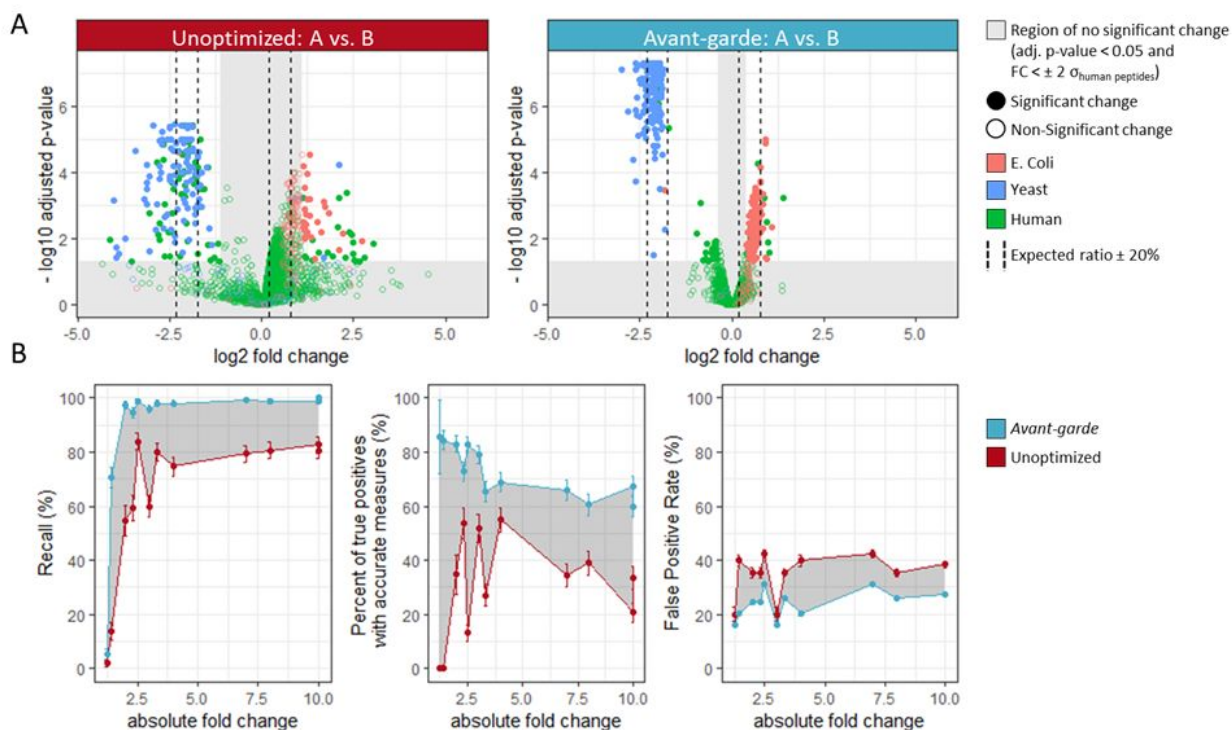 A
Unoptimized: A vs. B
Avant-garde: A vs. B
- log10 adjusted p-value
6
4
2
0
-5.0
-2.5
0.0
2.5
5.0
log2 fold change
- log10 adjusted p-value
6
4
2
0
-5.0
-2.5
0.0
2.5
5.0
log2 fold change
Region of no significant change
(adj. p-value < 0.05 and
FC < ± 2 σhuman peptides)
Significant change
Non-Significant change
E. Coli
Yeast
Human
Expected ratio ± 20%
B
Recall (%)
100
80
60
40
20
0
2.5
5.0
7.5
10.0
absolute fold change
Percent of true positives
with accurate measures (%)
100
80
60
40
20
0
2.5
5.0
7.5
10.0
absolute fold change
False Positive Rate (%)
100
80
60
40
20
0
2.5
5.0
7.5
10.0
absolute fold change
Avant-garde
Unoptimized